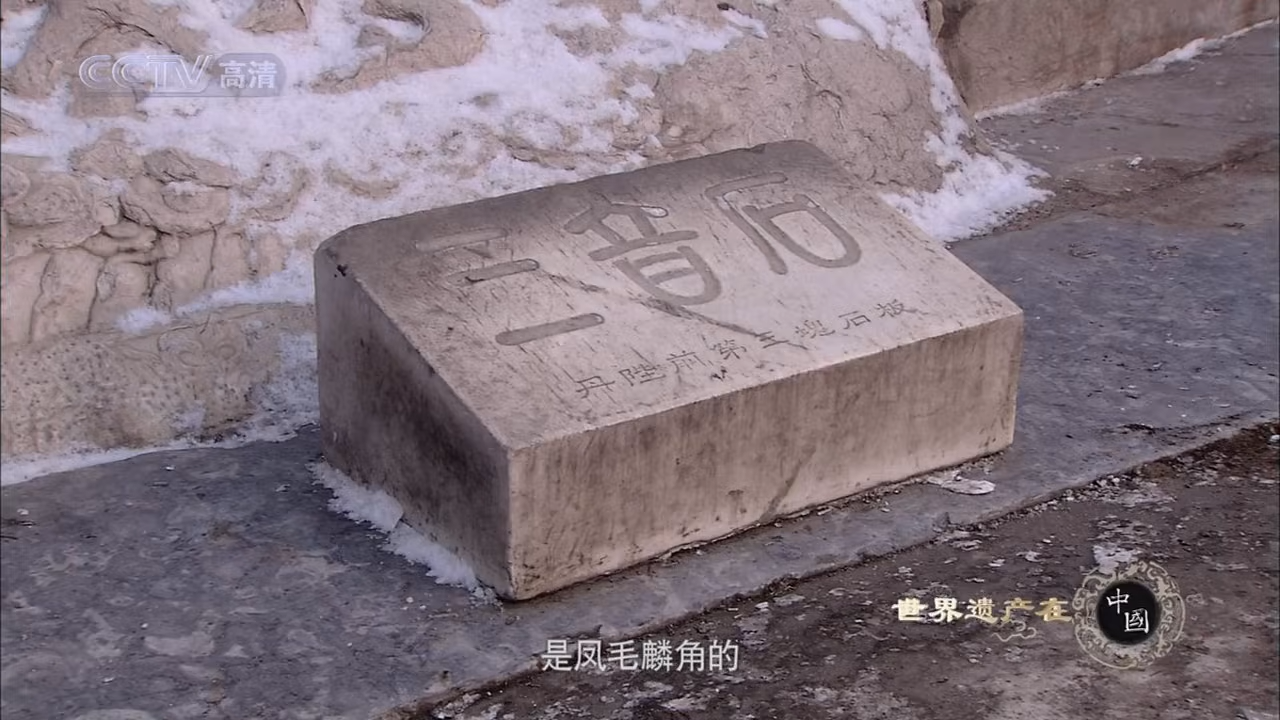 CCTV高清
三音石
丹陛前第三塊石板
世界遗产在
中國
是凤毛麟角的